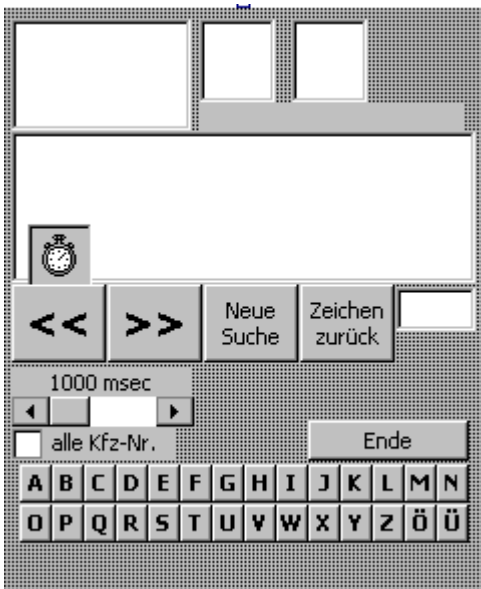 << >> Neue Suche Zeichen zurück
1000 msec
alle Kfz-Nr.
Ende
A B C D E F G H I J K L M N
O P Q R S T U V W X Y Z Ö Ü